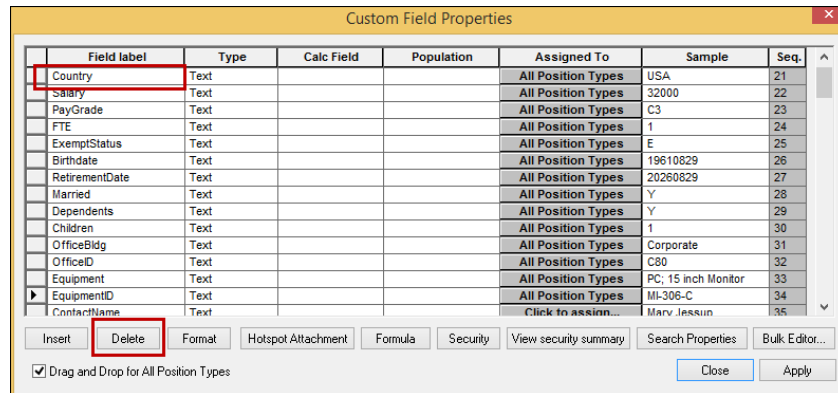 Custom Field Properties
Field label Type Calc Field Population Assigned To Sample Seq.
Country Text All Position Types USA 21
Salary Text All Position Types 32000 22
PayGrade Text All Position Types C3 23
FTE Text All Position Types 1 24
ExemptStatus Text All Position Types E 25
Birthdate Text All Position Types 19610829 26
RetirementDate Text All Position Types 20260829 27
Married Text All Position Types Y 28
Dependents Text All Position Types Y 29
Children Text All Position Types 1 30
OfficeBldg Text All Position Types Corporate 31
OfficeID Text All Position Types C80 32
Equipment Text All Position Types PC; 15 inch Monitor 33
EquipmentID Text All Position Types MI-306-C 34
ContactName Text Click to assign... Mary Jessup 35
Insert Delete Format Hotspot Attachment Formula Security View security summary Search Properties Bulk Editor...
Drag and Drop for All Position Types Close Apply